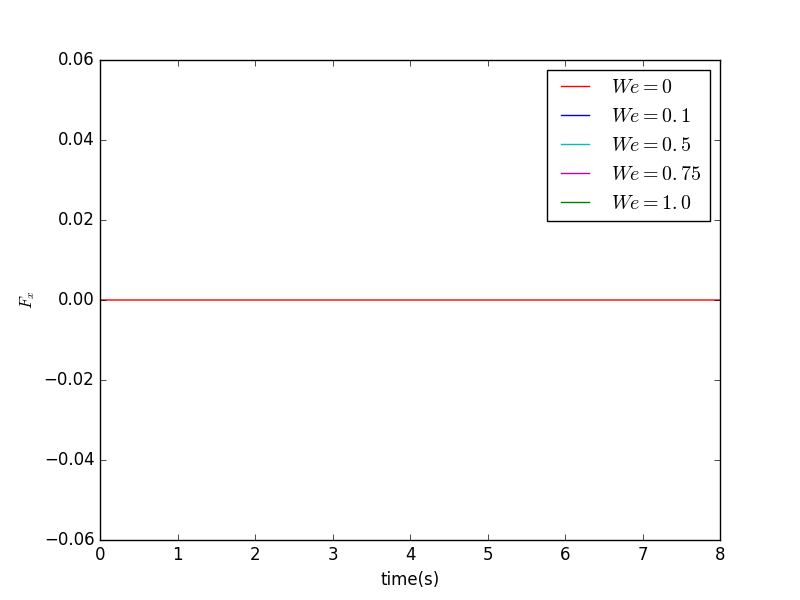 0.06
0.04
0.02
0.00
−0.02
−0.04
−0.06
F_x
We = 0
We = 0.1
We = 0.5
We = 0.75
We = 1.0
0 1 2 3 4 5 6 7 8
time(s)